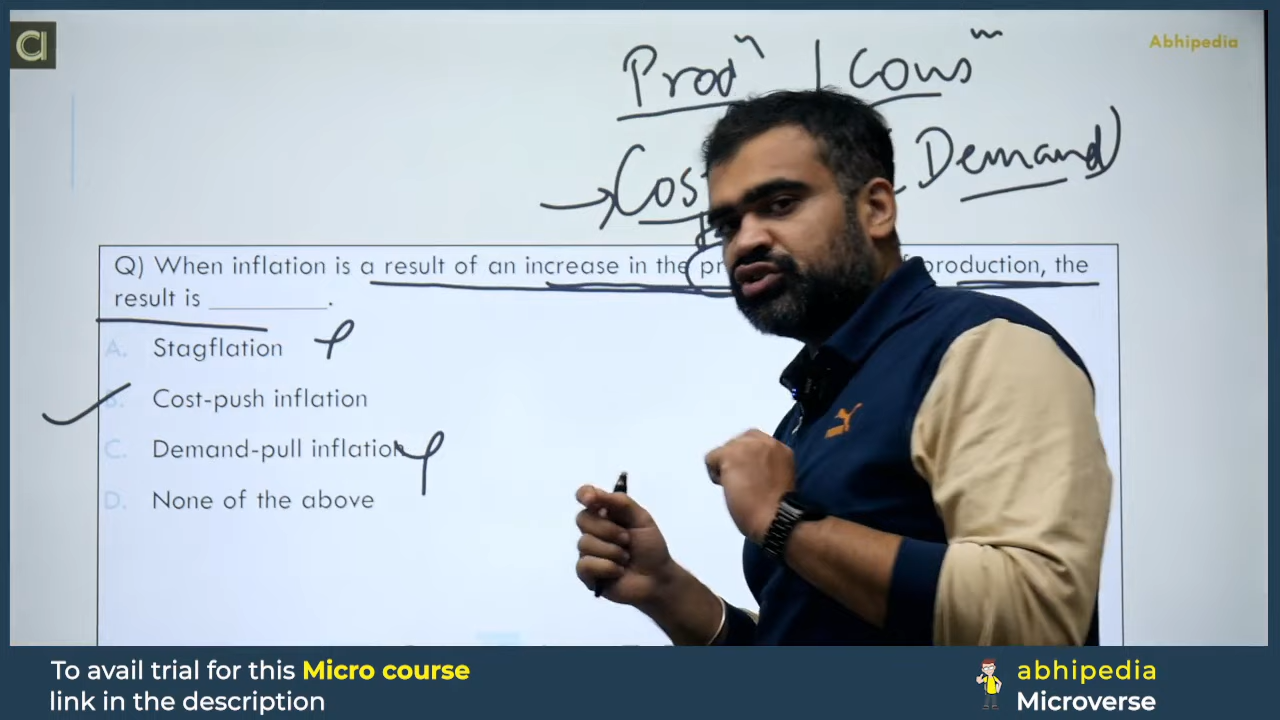 a
Abhipedia
Prodⁿ / Consᵐ
→ Cos Demand)
Q) When inflation is a result of an increase in the pr production, the
result is ________.
A. Stagflation
B. Cost-push inflation
C. Demand-pull inflation
D. None of the above
To avail trial for this Micro course
link in the description
abhipedia
Microverse